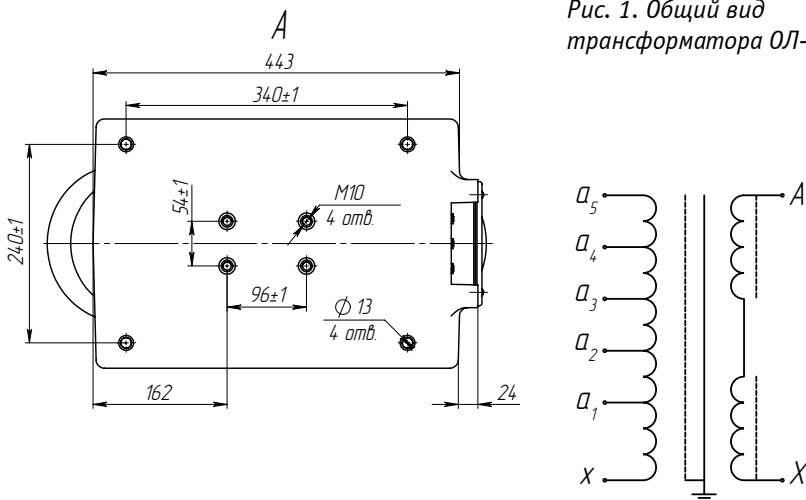 Рис. 1. Общий вид
трансформатора ОЛ-
А
443
340±1
240±1
54±1
М10
4 отв.
96±1
∅ 13
4 отв.
162
24
a5
a4
a3
a2
a1
x
А
Х